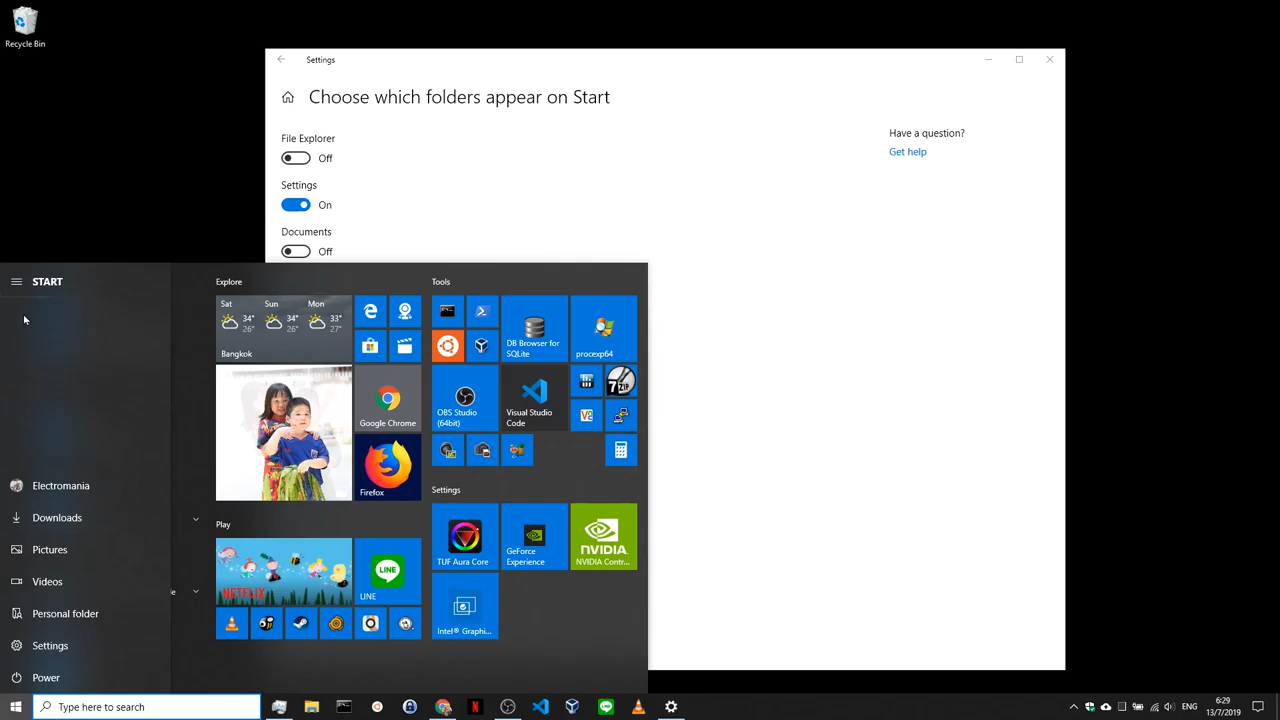 Recycle Bin
Settings
Choose which folders appear on Start
File Explorer
Off
Settings
On
Documents
Off
Have a question?
Get help
START
Electromania
Downloads
Pictures
Videos
Personal folder
Settings
Power
Explore
Sat Sun Mon
34° 34° 33°
26° 26° 27°
Bangkok
Google Chrome
Firefox
Play
NETFLIX
LINE
LINE
Tools
DB Browser for
SQLite
procexp64
OBS Studio
(64bit)
Visual Studio
Code
7ZIP
Settings
TUF Aura Core
GeForce
Experience
NVIDIA.
NVIDIA Contr...
Intel® Graphi...
Type here to search
ENG
6:29
13/7/2019